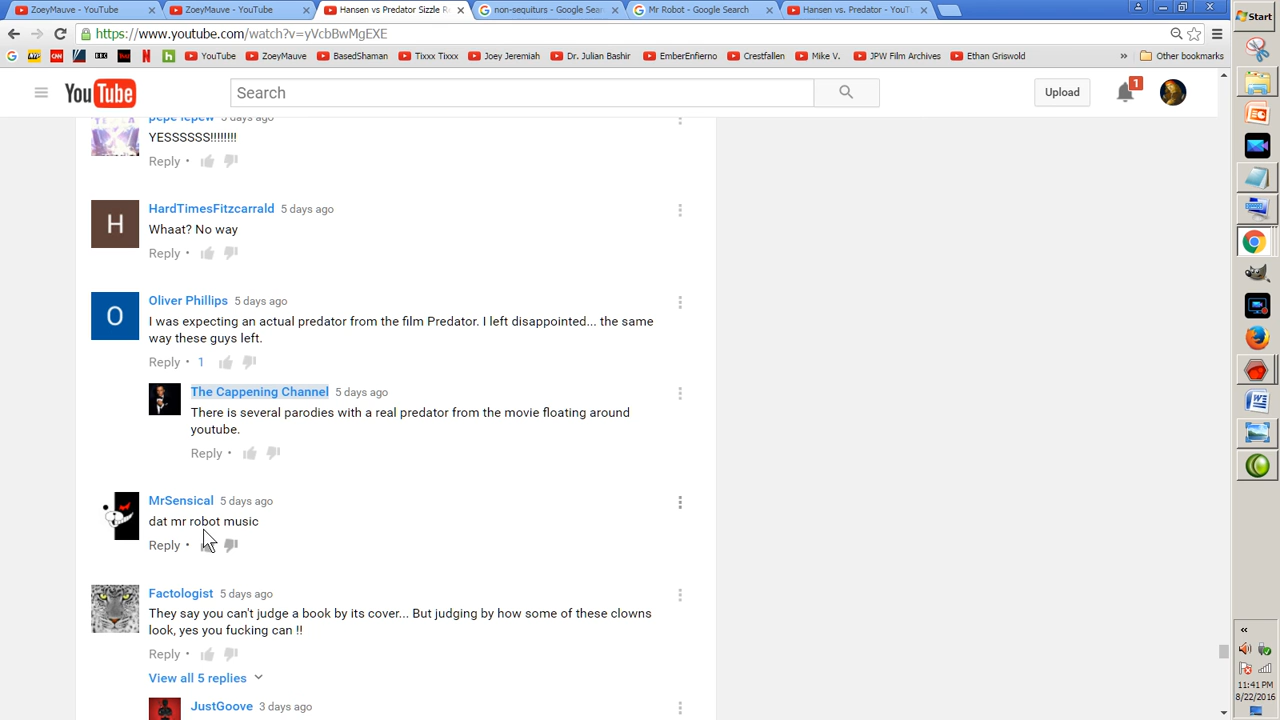 ZoeyMauve - YouTube
ZoeyMauve - YouTube
Hansen vs Predator Sizzle R
non-sequiturs - Google Sear
Mr Robot - Google Search
Hansen vs. Predator - YouT
https://www.youtube.com/watch?v=yVcbBwMgEXE
YouTube
ZoeyMauve
BasedShaman
Tixxx Tixxx
Joey Jeremiah
Dr. Julian Bashir
EmberEnfierno
Crestfallen
Mike V.
JPW Film Archives
Ethan Griswold
»
Other bookmarks
Start
YouTube
Search
Upload
1
pepe lepew 5 days ago
YESSSSSS!!!!!!!!
Reply •
H
HardTimesFitzcarrald 5 days ago
Whaat? No way
Reply •
O
Oliver Phillips 5 days ago
I was expecting an actual predator from the film Predator. I left disappointed... the same
way these guys left.
Reply • 1
The Cappening Channel 5 days ago
There is several parodies with a real predator from the movie floating around
youtube.
Reply •
MrSensical 5 days ago
dat mr robot music
Reply •
Factologist 5 days ago
They say you can't judge a book by its cover... But judging by how some of these clowns
look, yes you fucking can !!
Reply •
View all 5 replies
JustGoove 3 days ago
«
11:41 PM
8/22/2016